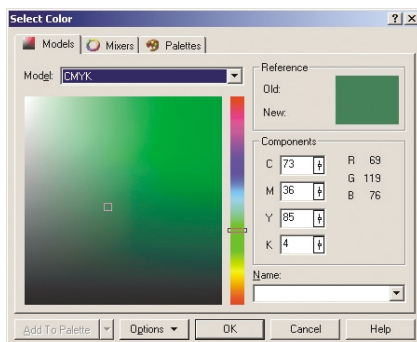 Select Color
Models Mixers Palettes
Model: CMYK
Reference
Old:
New:
Components
C 73 R 69
M 36 G 119
Y 85 B 76
K 4
Name:
Add To Palette Options OK Cancel Help